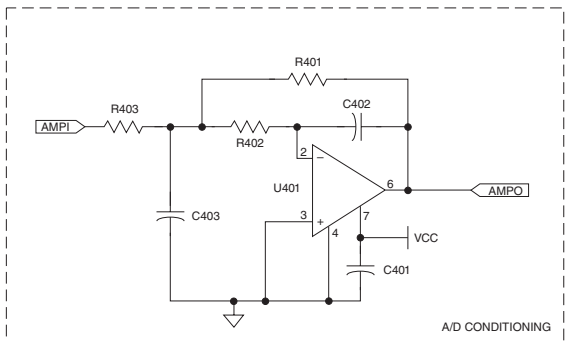 R401
R403
C402
AMPI
R402
2
−
U401
6
AMPO
3
+
7
C403
4
VCC
C401
A/D CONDITIONING